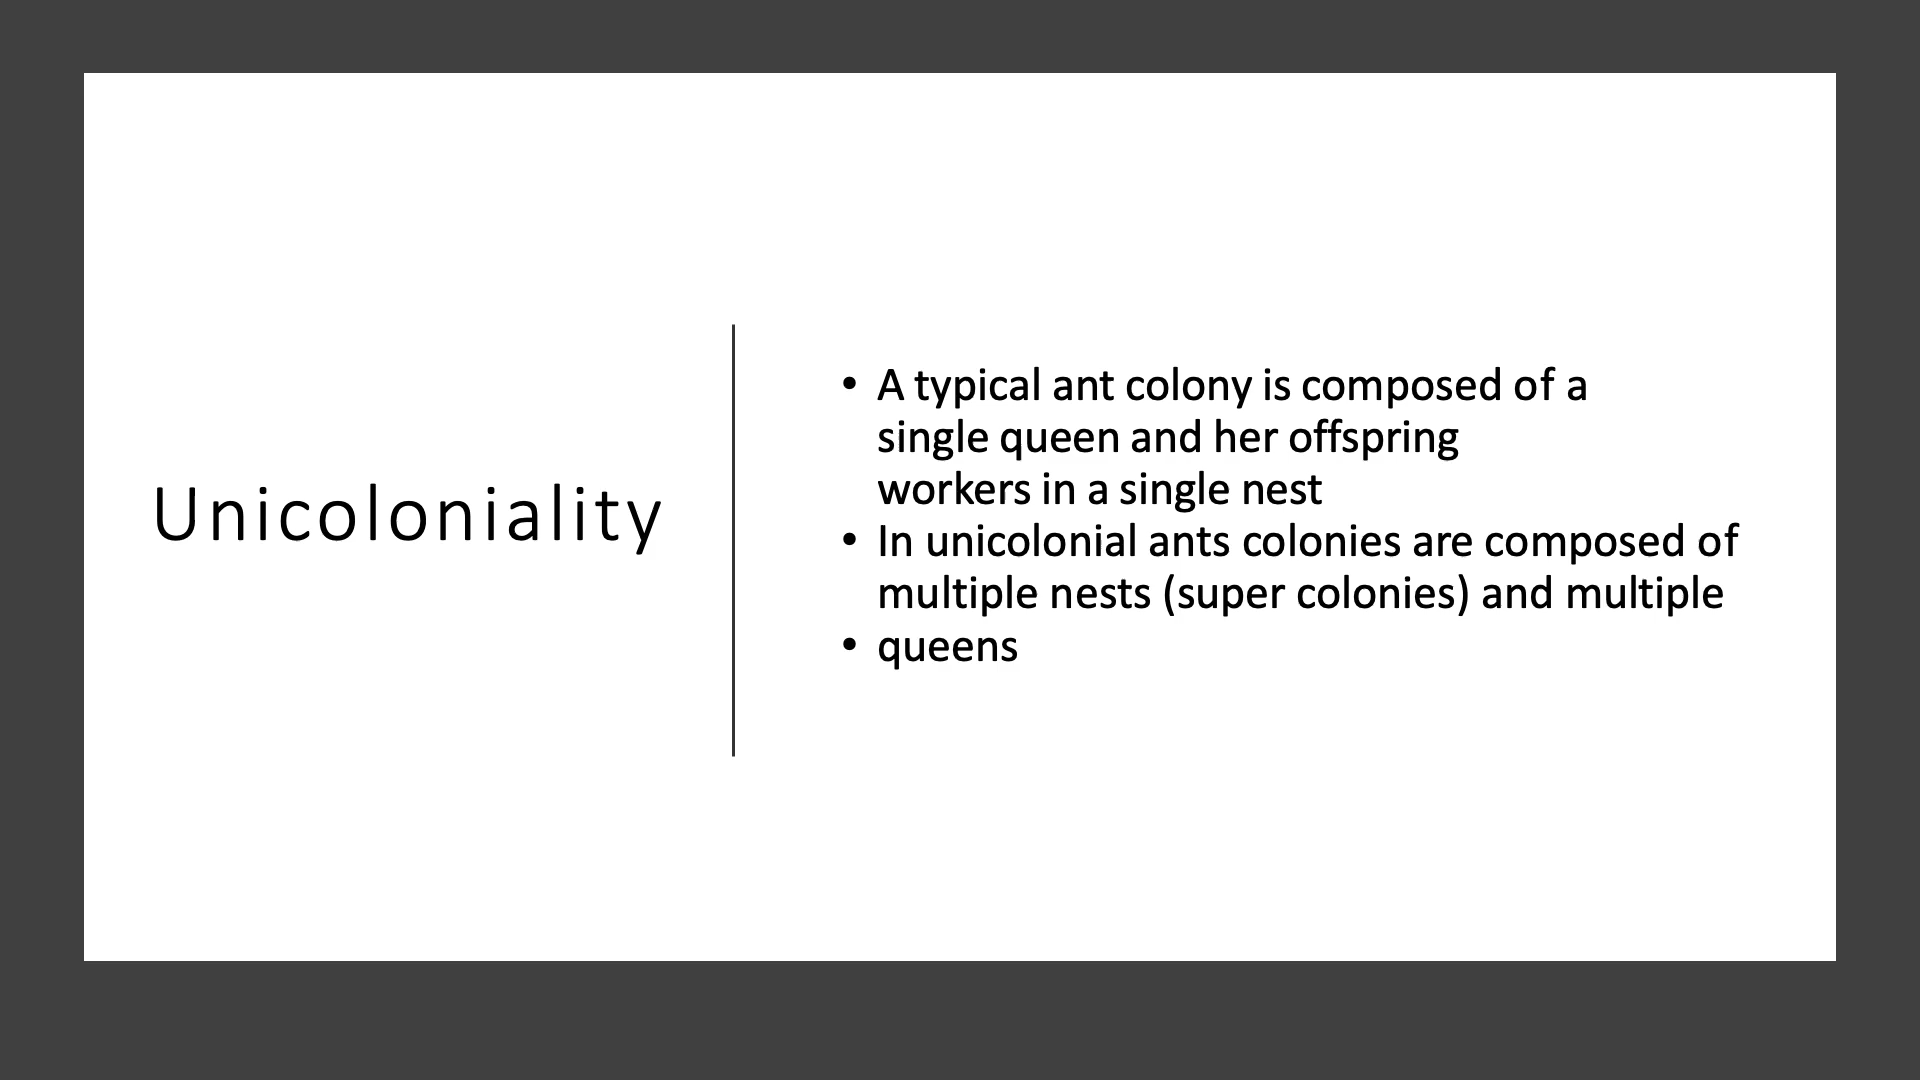 Unicoloniality
• A typical ant colony is composed of a
single queen and her offspring
workers in a single nest
• In unicolonial ants colonies are composed of
multiple nests (super colonies) and multiple
• queens